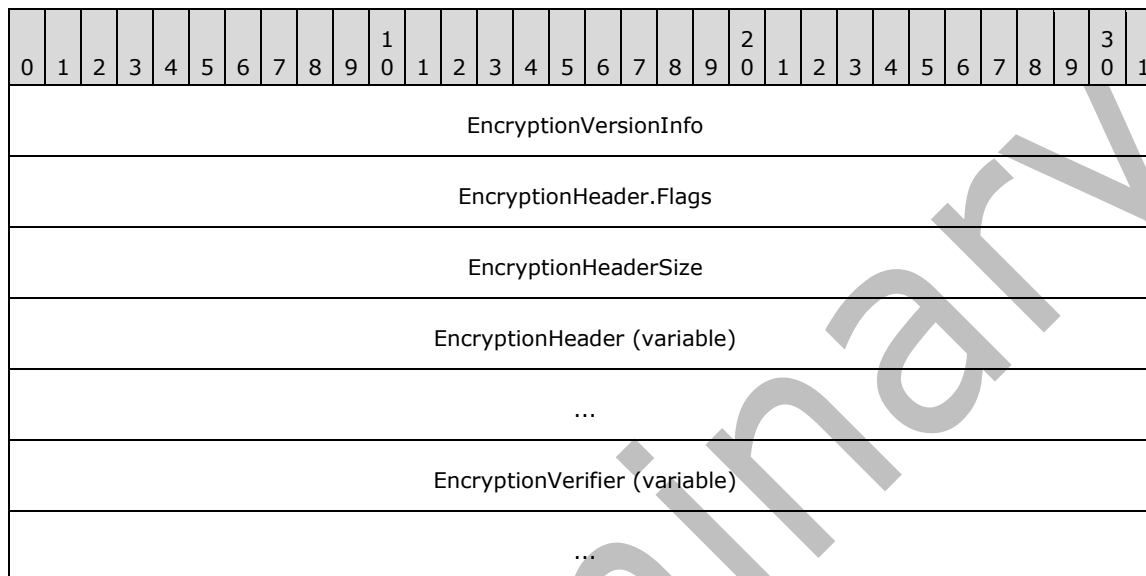 1 2 3
0 1 2 3 4 5 6 7 8 9 0 1 2 3 4 5 6 7 8 9 0 1 2 3 4 5 6 7 8 9 0 1
EncryptionVersionInfo
EncryptionHeader.Flags
EncryptionHeaderSize
EncryptionHeader (variable)
...
EncryptionVerifier (variable)
...